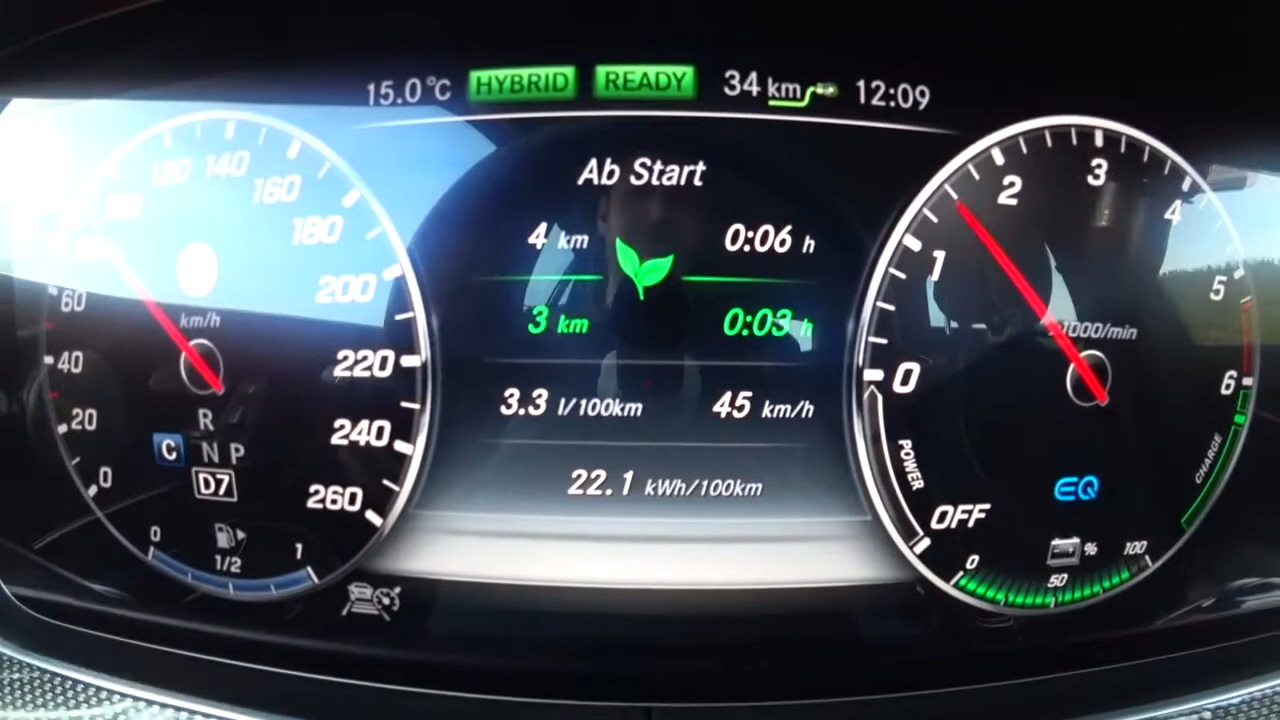 15.0°C HYBRID READY 34 km 12:09
Ab Start
4 km 0:06 h
3 km 0:03 h
3.3 l/100km 45 km/h
22.1 kWh/100km
0 20 40 60 120 140 160 180 200 220 240 260
km/h
R
C N P
D7
0 1/2 1
0 1 2 3 4 5 6
x1000/min
POWER
CHARGE
OFF
EQ
0 50 100
- + %